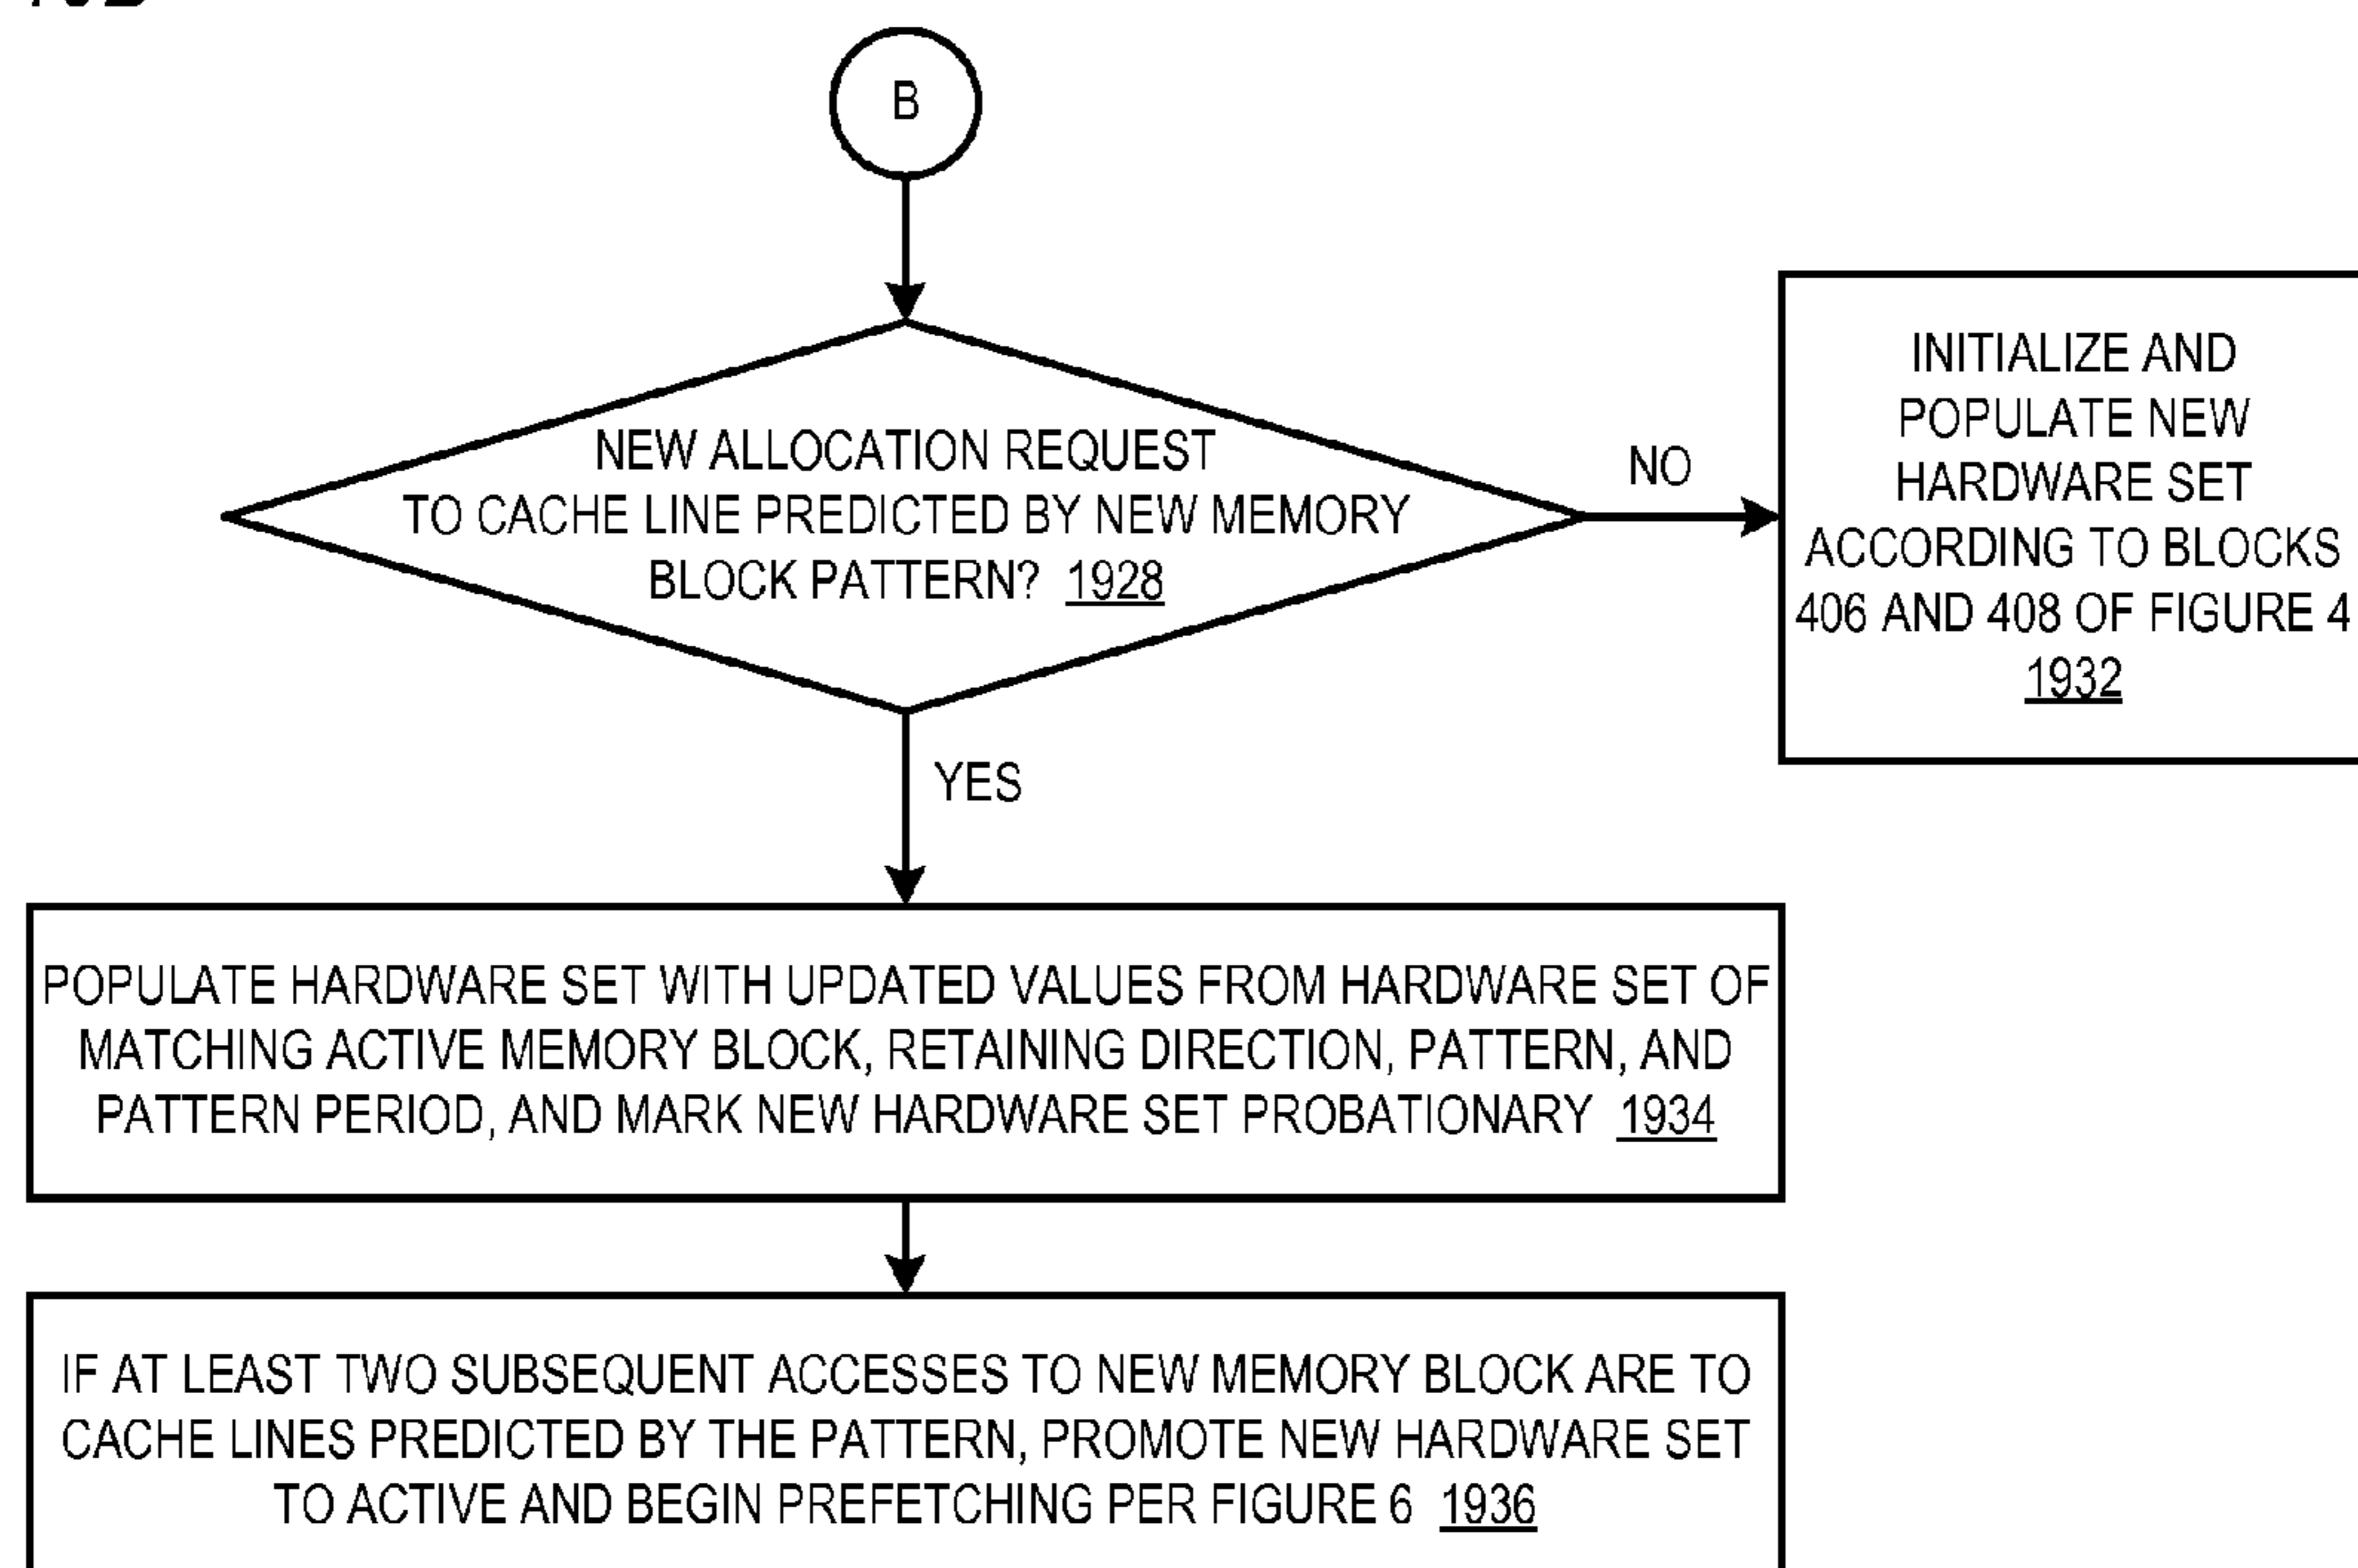 B
NEW ALLOCATION REQUEST
TO CACHE LINE PREDICTED BY NEW MEMORY
BLOCK PATTERN? 1928
NO
INITIALIZE AND
POPULATE NEW
HARDWARE SET
ACCORDING TO BLOCKS
406 AND 408 OF FIGURE 4
1932
YES
POPULATE HARDWARE SET WITH UPDATED VALUES FROM HARDWARE SET OF
MATCHING ACTIVE MEMORY BLOCK, RETAINING DIRECTION, PATTERN, AND
PATTERN PERIOD, AND MARK NEW HARDWARE SET PROBATIONARY 1934
IF AT LEAST TWO SUBSEQUENT ACCESSES TO NEW MEMORY BLOCK ARE TO
CACHE LINES PREDICTED BY THE PATTERN, PROMOTE NEW HARDWARE SET
TO ACTIVE AND BEGIN PREFETCHING PER FIGURE 6 1936